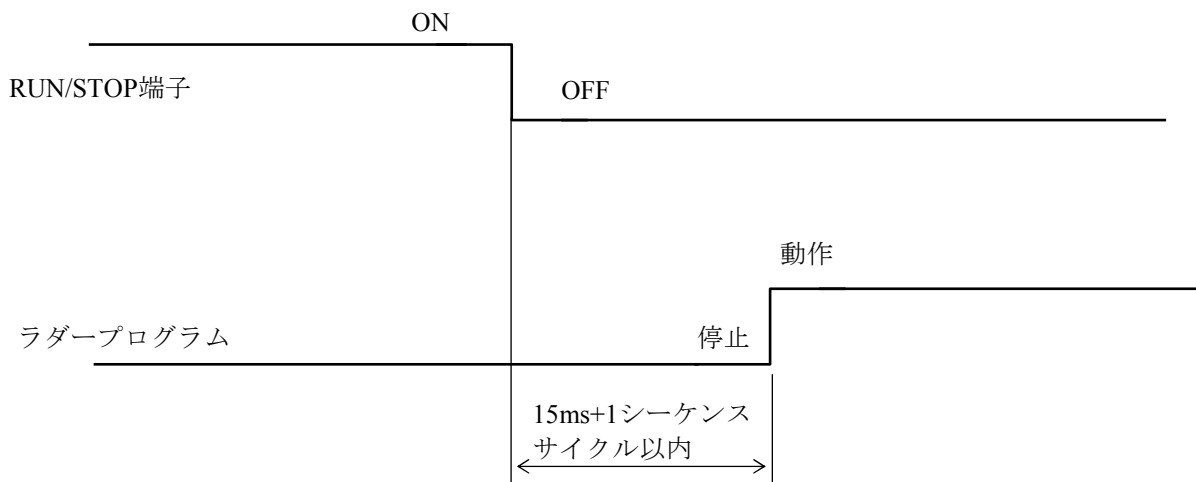 ON
RUN/STOP端子
OFF
動作
ラダープログラム
停止
15ms+1シーケンス
サイクル以内